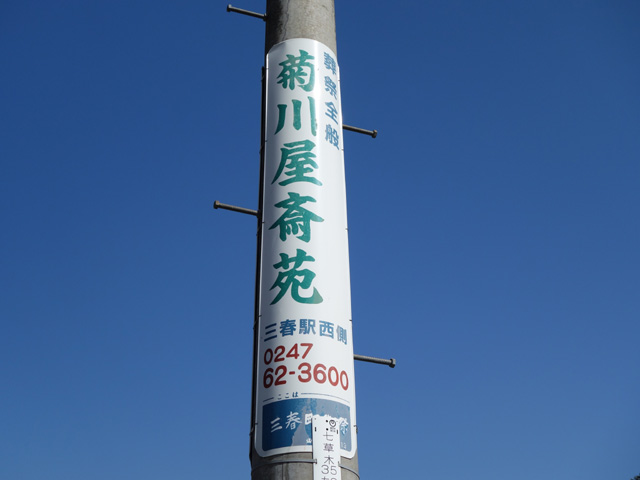 葬祭全般
菊川屋斎苑
三春駅西側
0247
62-3600
ここは
三春
七草木
35